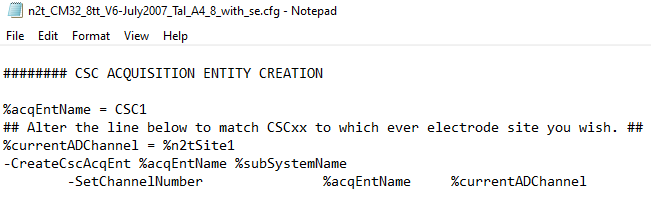 n2t_CM32_8tt_V6-July2007_Tal_A4_8_with_se.cfg - Notepad
File Edit Format View Help
######## CSC ACQUISITION ENTITY CREATION
%acqEntName = CSC1
## Alter the line below to match CSCxx to which ever electrode site you wish. ##
%currentADChannel = %n2tSite1
-CreateCscAcqEnt %acqEntName %subSystemName
-SetChannelNumber %acqEntName %currentADChannel